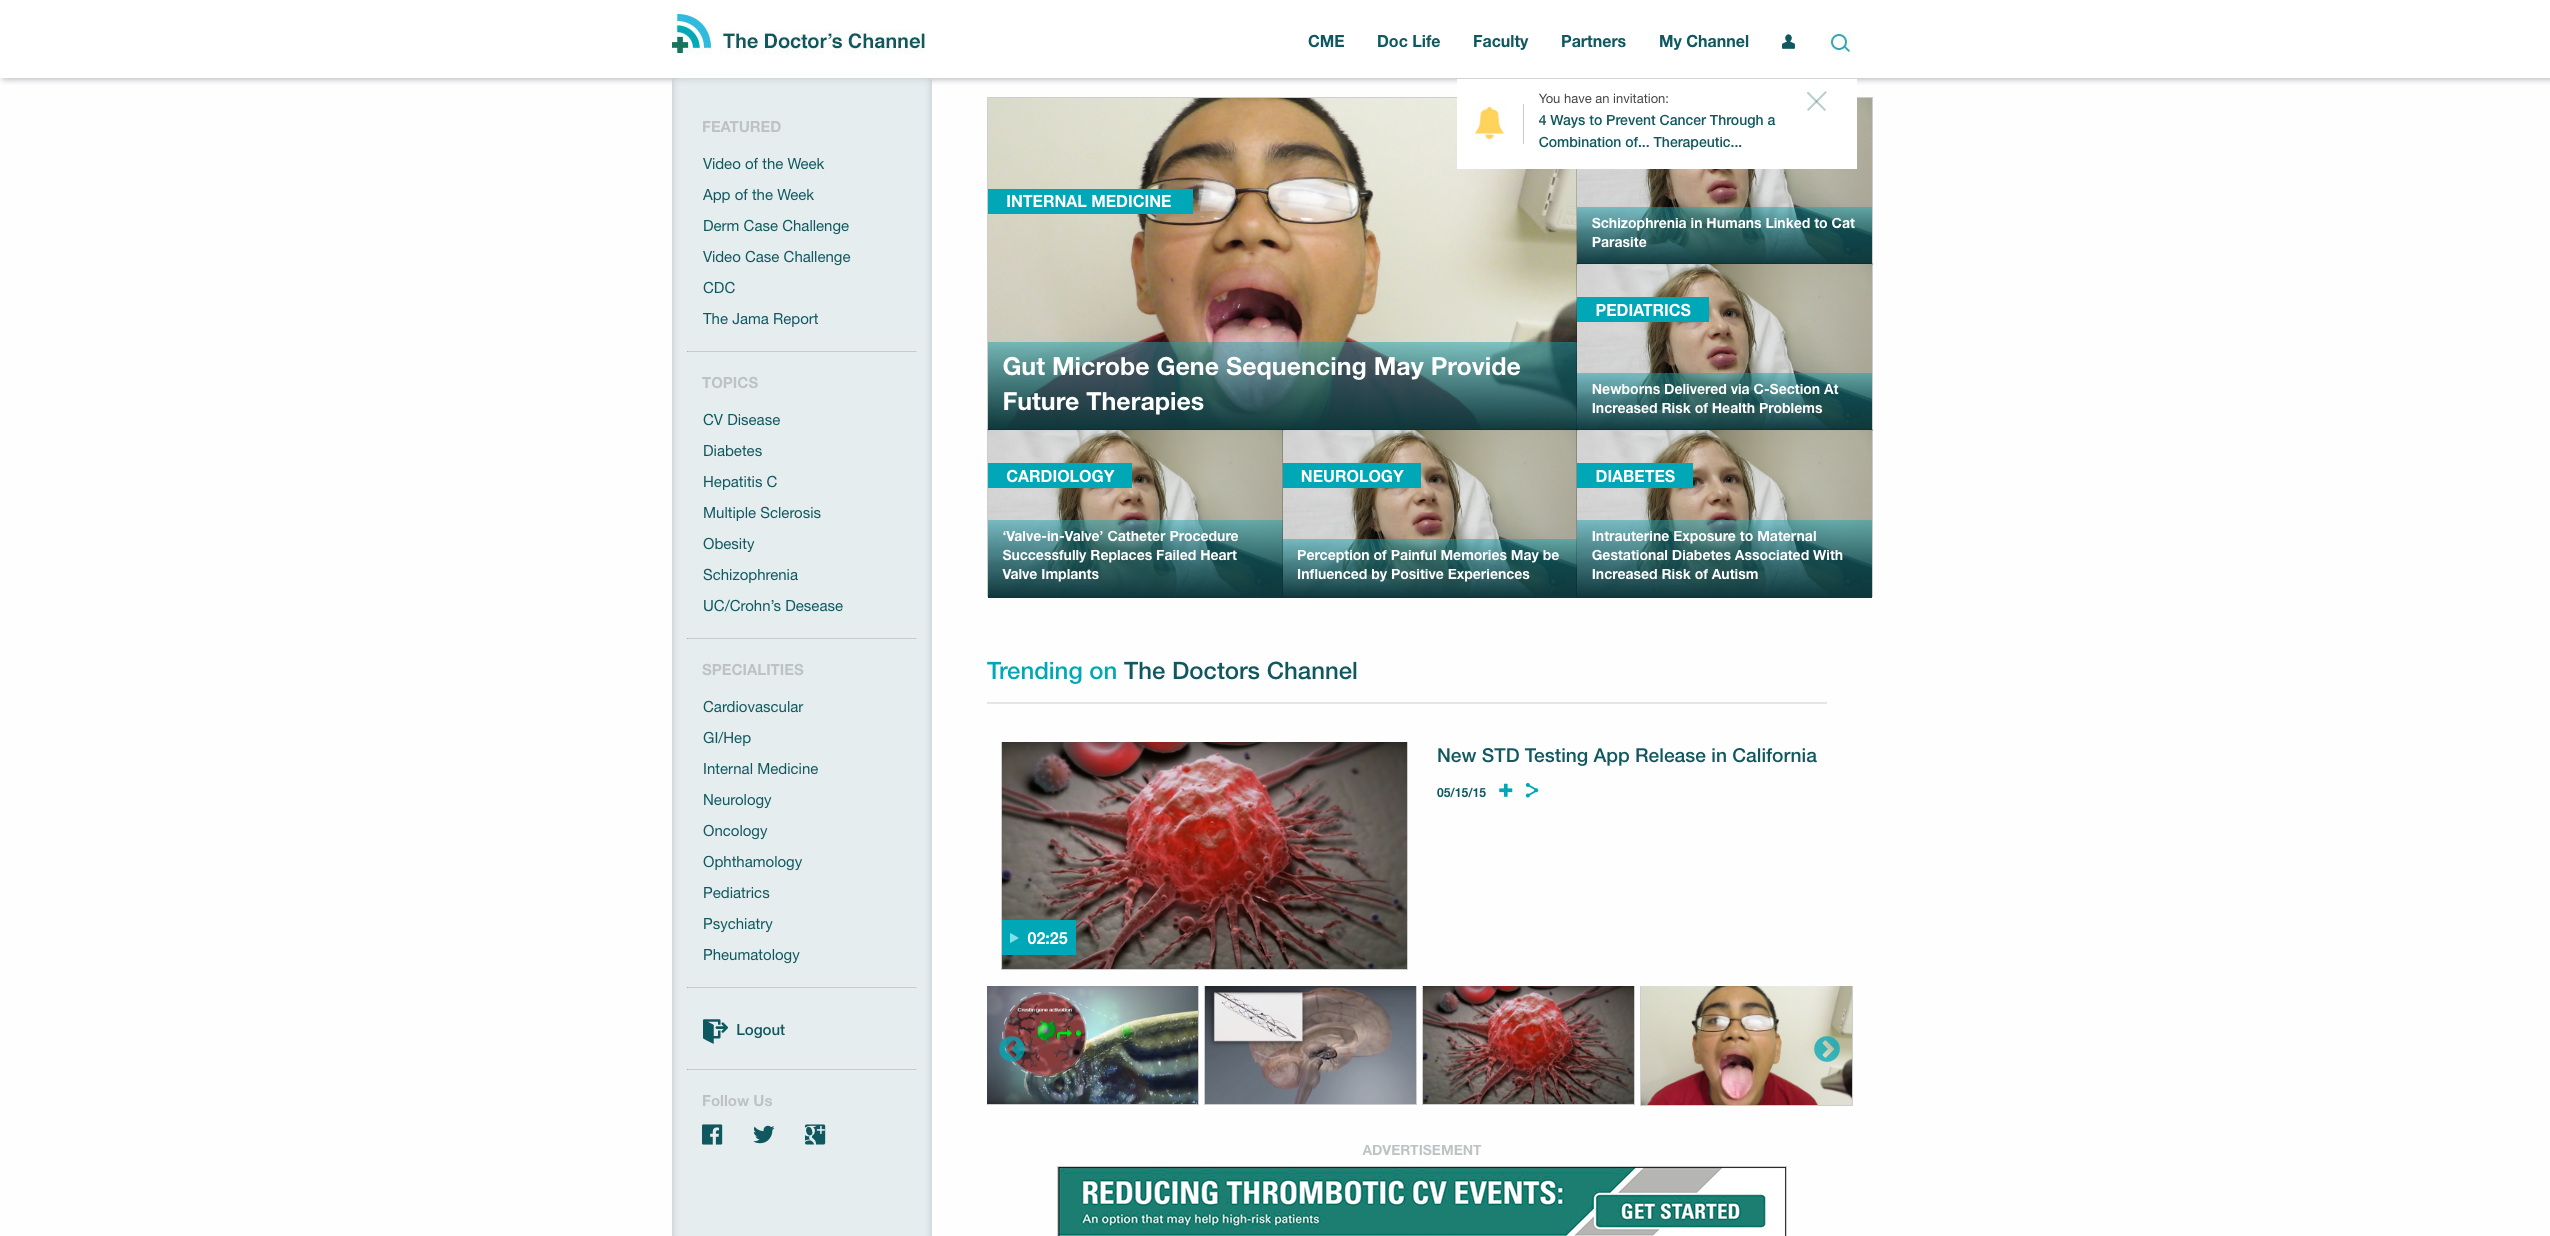 The Doctor's Channel
CME
Doc Life
Faculty
Partners
My Channel
You have an invitation:
4 Ways to Prevent Cancer Through a
Combination of... Therapeutic...
FEATURED
Video of the Week
App of the Week
Derm Case Challenge
Video Case Challenge
CDC
The Jama Report
TOPICS
CV Disease
Diabetes
Hepatitis C
Multiple Sclerosis
Obesity
Schizophrenia
UC/Crohn's Desease
SPECIALITIES
Cardiovascular
GI/Hep
Internal Medicine
Neurology
Oncology
Ophthamology
Pediatrics
Psychiatry
Pheumatology
Logout
Follow Us
INTERNAL MEDICINE
Gut Microbe Gene Sequencing May Provide
Future Therapies
Schizophrenia in Humans Linked to Cat
Parasite
PEDIATRICS
Newborns Delivered via C-Section At
Increased Risk of Health Problems
CARDIOLOGY
‘Valve-in-Valve’ Catheter Procedure
Successfully Replaces Failed Heart
Valve Implants
NEUROLOGY
Perception of Painful Memories May be
Influenced by Positive Experiences
DIABETES
Intrauterine Exposure to Maternal
Gestational Diabetes Associated With
Increased Risk of Autism
Trending on The Doctors Channel
02:25
New STD Testing App Release in California
05/15/15
gene activation
ADVERTISEMENT
REDUCING THROMBOTIC CV EVENTS:
An option that may help high-risk patients
GET STARTED